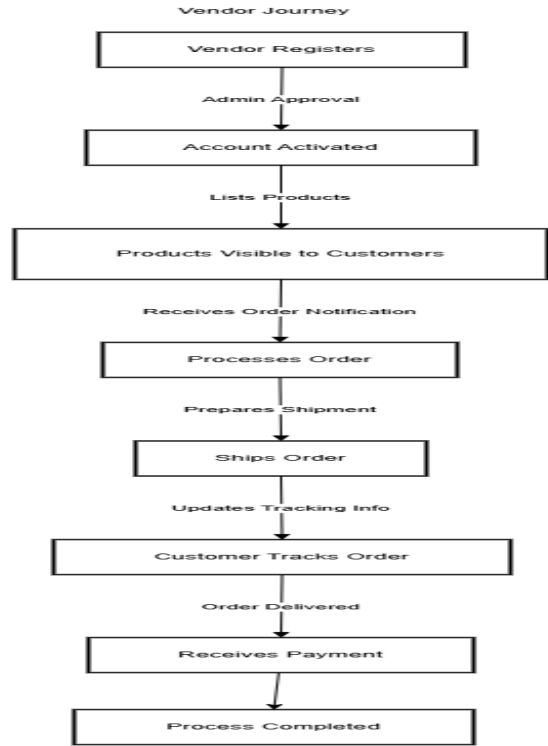 Vendor Journey
Vendor Registers
Admin Approval
Account Activated
Lists Products
Products Visible to Customers
Receives Order Notification
Processes Order
Prepares Shipment
Ships Order
Updates Tracking Info
Customer Tracks Order
Order Delivered
Receives Payment
Process Completed